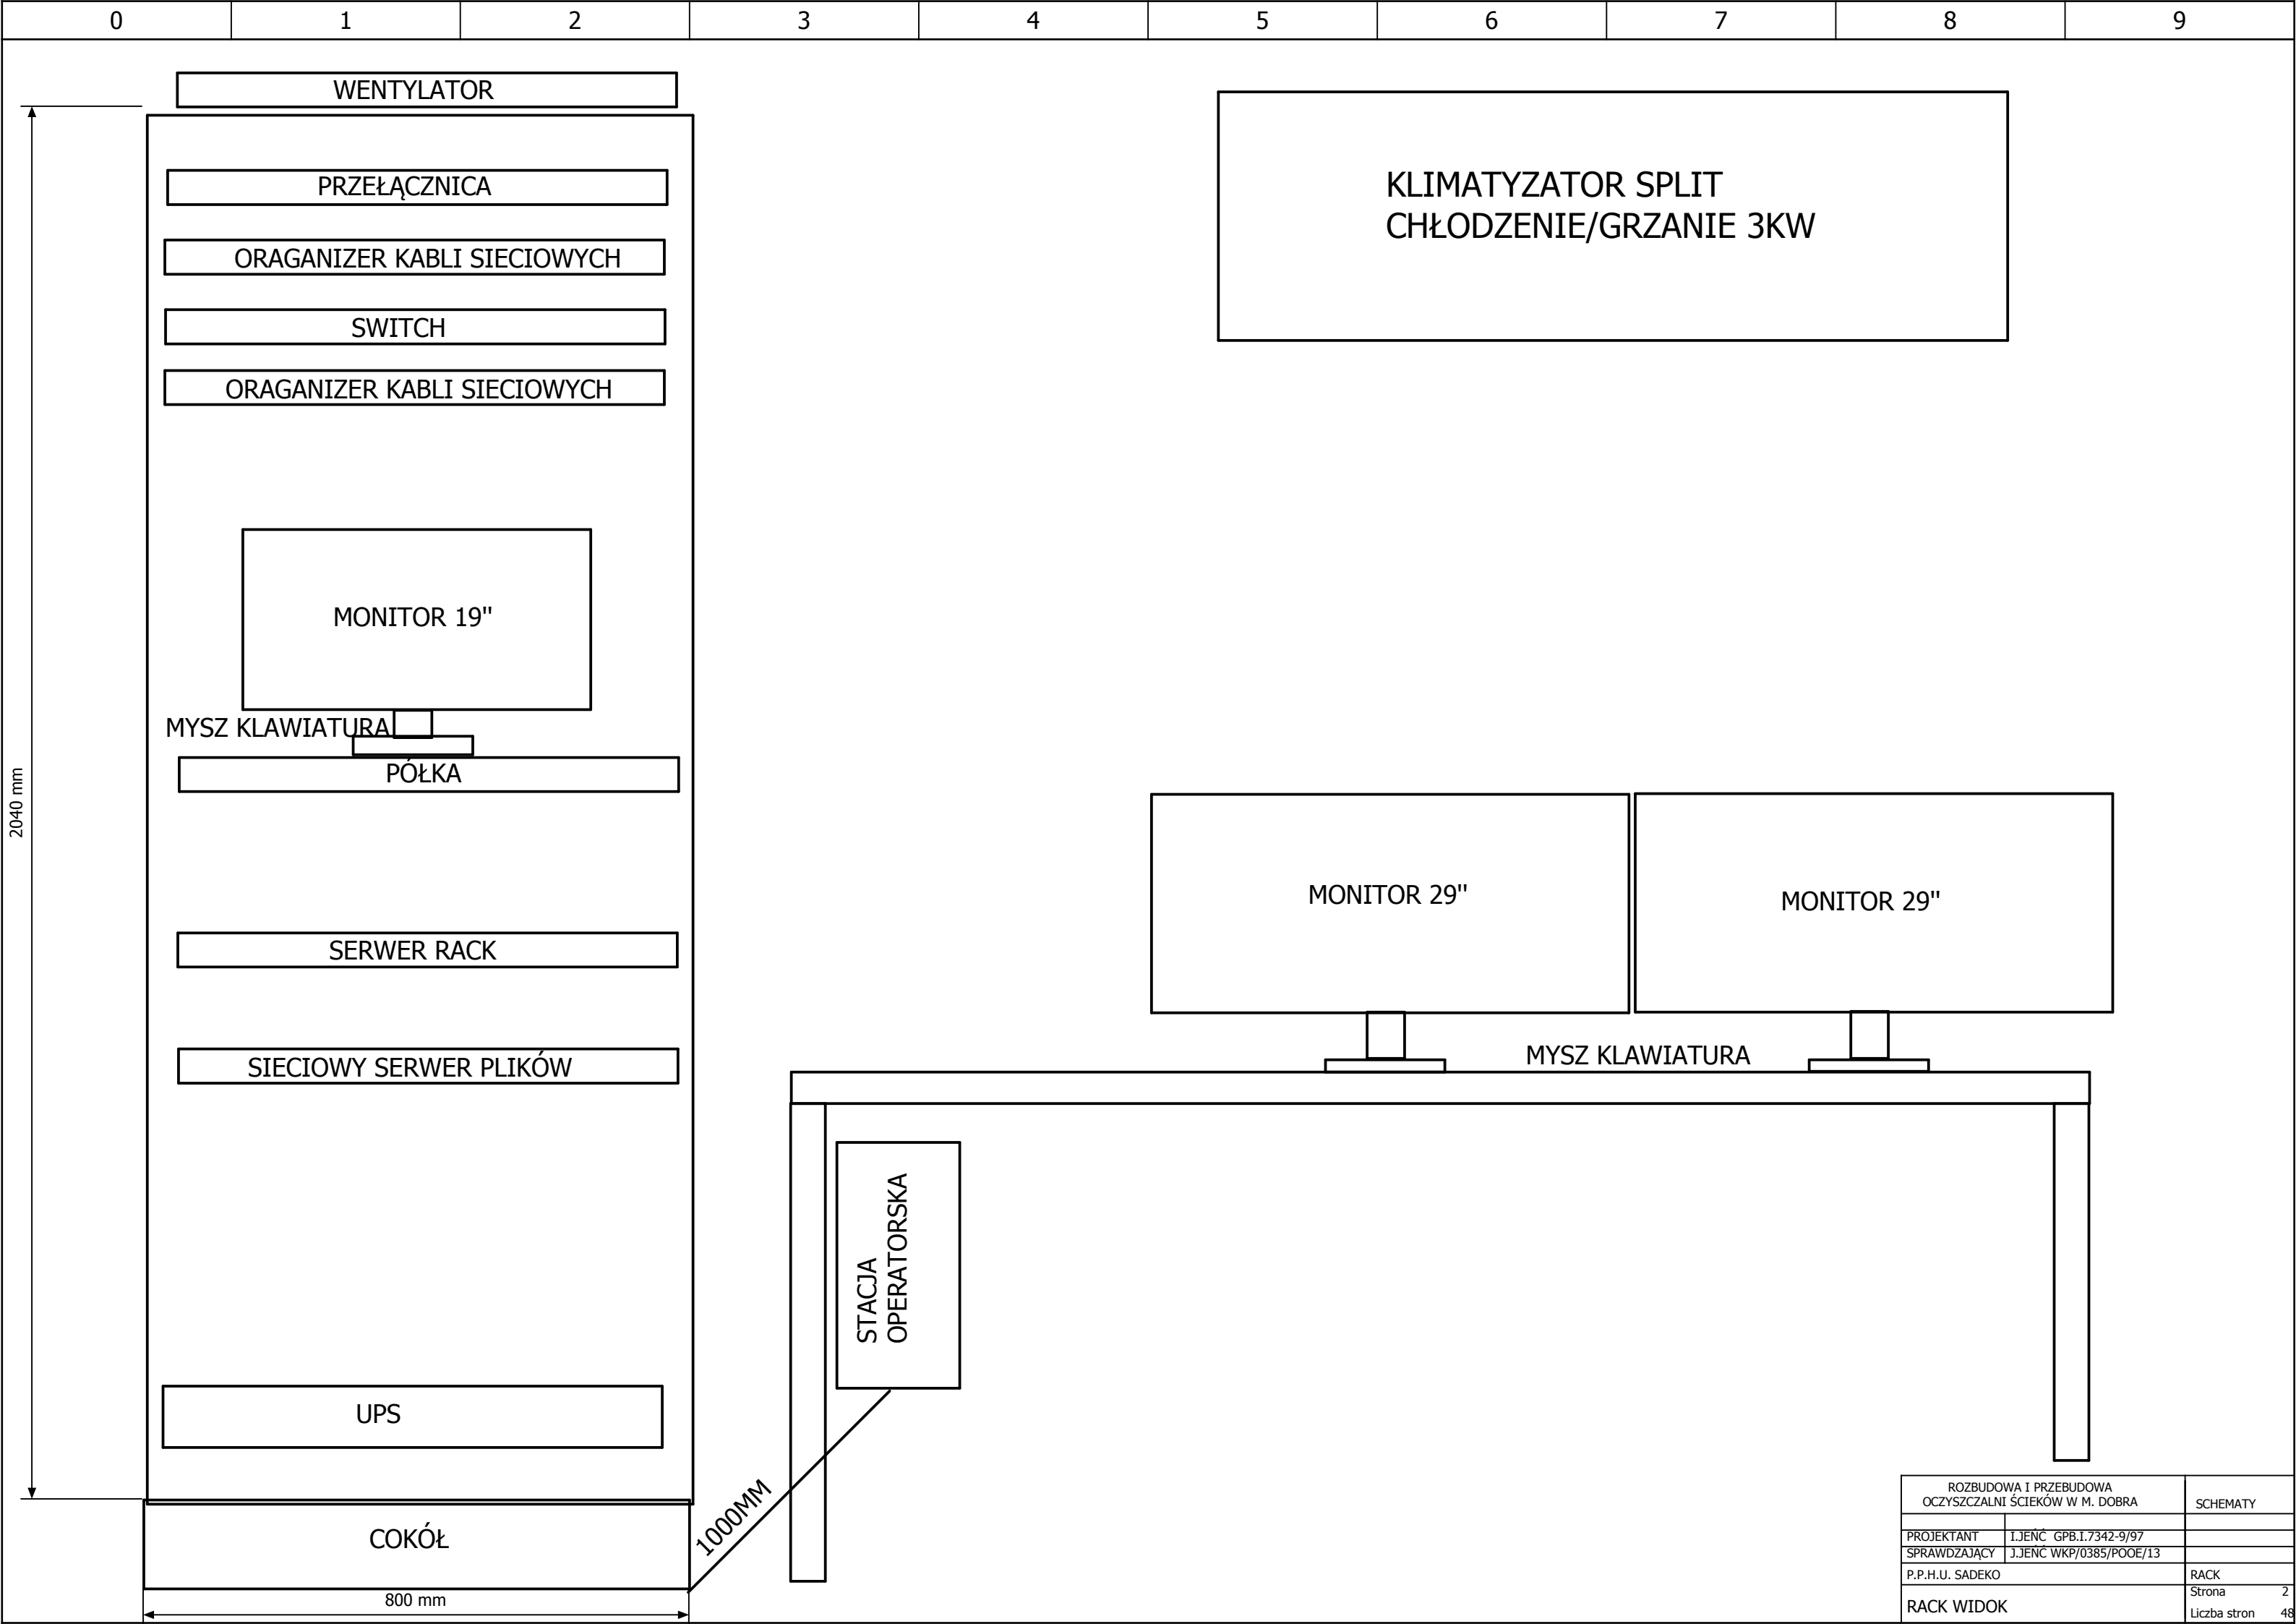 0 1 2 3 4 5 6 7 8 9
WENTYLATOR
PRZEŁĄCZNICA
ORAGANIZER KABLI SIECIOWYCH
SWITCH
ORAGANIZER KABLI SIECIOWYCH
MONITOR 19"
MYSZ KLAWIATURA
PÓŁKA
SERWER RACK
SIECIOWY SERWER PLIKÓW
UPS
COKÓŁ
2040 mm
800 mm
1000MM
KLIMATYZATOR SPLIT
CHŁODZENIE/GRZANIE 3KW
MONITOR 29"
MONITOR 29"
MYSZ KLAWIATURA
STACJA
OPERATORSKA
ROZBUDOWA I PRZEBUDOWA
OCZYSZCZALNI ŚCIEKÓW W M. DOBRA
SCHEMATY
PROJEKTANT I.JEŃĆ GPB.I.7342-9/97
SPRAWDZAJĄCY J.JEŃĆ WKP/0385/POOE/13
P.P.H.U. SADEKO
RACK
RACK WIDOK
Strona 2
Liczba stron 48